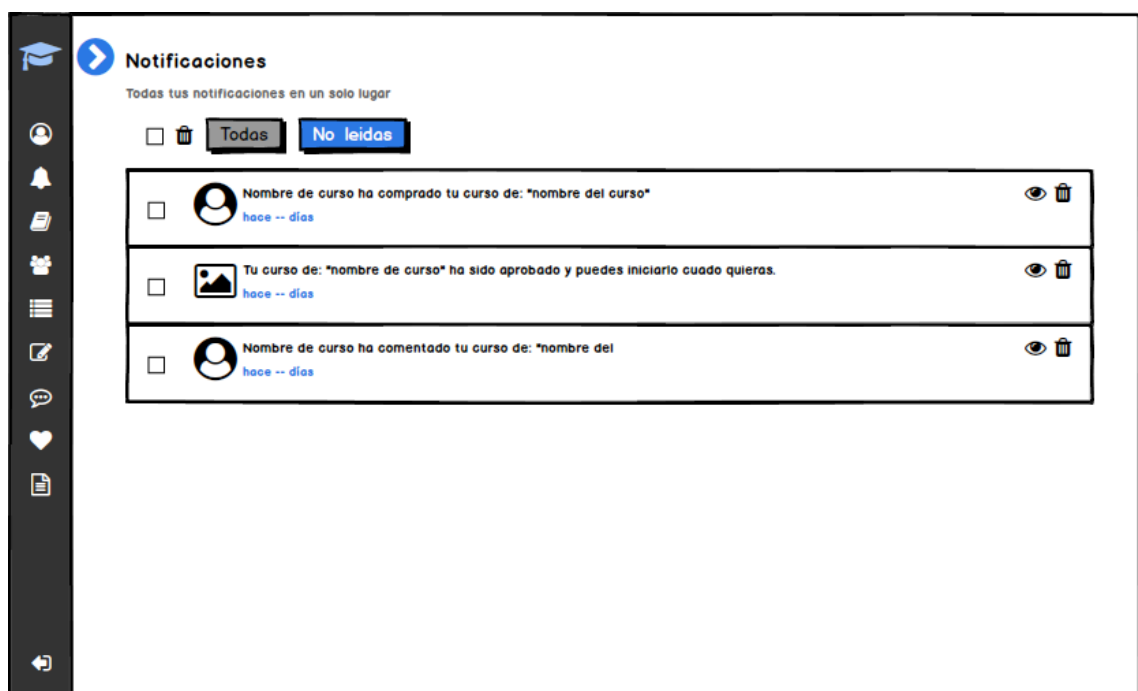 Notificaciones
Todas tus notificaciones en un solo lugar
Todas
No leidas
Nombre de curso ha comprado tu curso de: "nombre del curso"
hace -- días
Tu curso de: "nombre de curso" ha sido aprobado y puedes iniciarlo cuado quieras.
hace -- días
Nombre de curso ha comentado tu curso de: "nombre del
hace -- días